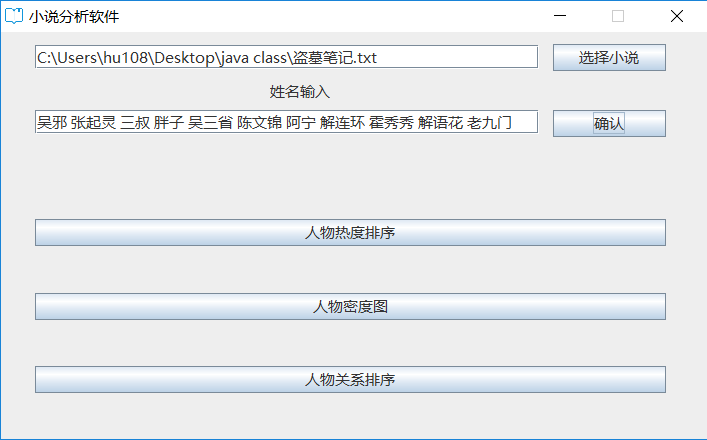 小说分析软件
C:\Users\hu108\Desktop\java class\盗墓笔记.txt 选择小说
姓名输入
吴邪 张起灵 三叔 胖子 吴三省 陈文锦 阿宁 解连环 霍秀秀 解语花 老九门 确认
人物热度排序
人物密度图
人物关系排序